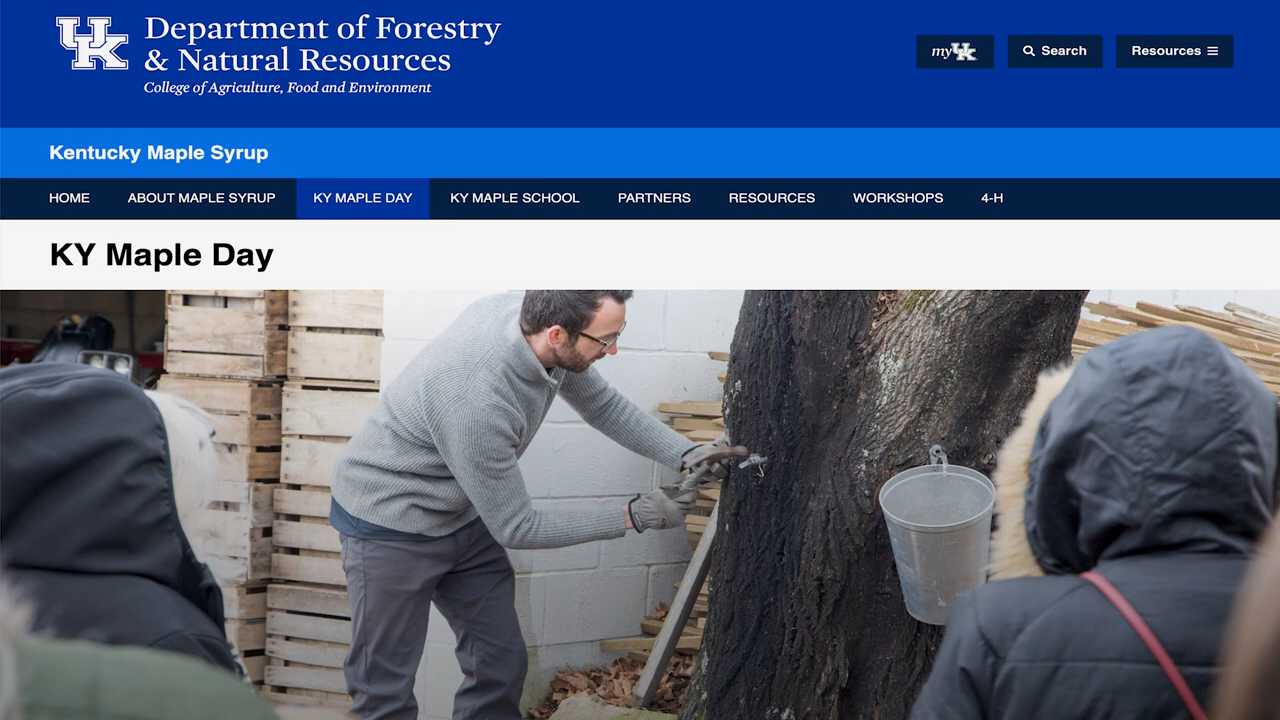 UK
Department of Forestry
& Natural Resources
College of Agriculture, Food and Environment
myUK
Search
Resources
Kentucky Maple Syrup
HOME
ABOUT MAPLE SYRUP
KY MAPLE DAY
KY MAPLE SCHOOL
PARTNERS
RESOURCES
WORKSHOPS
4-H
KY Maple Day